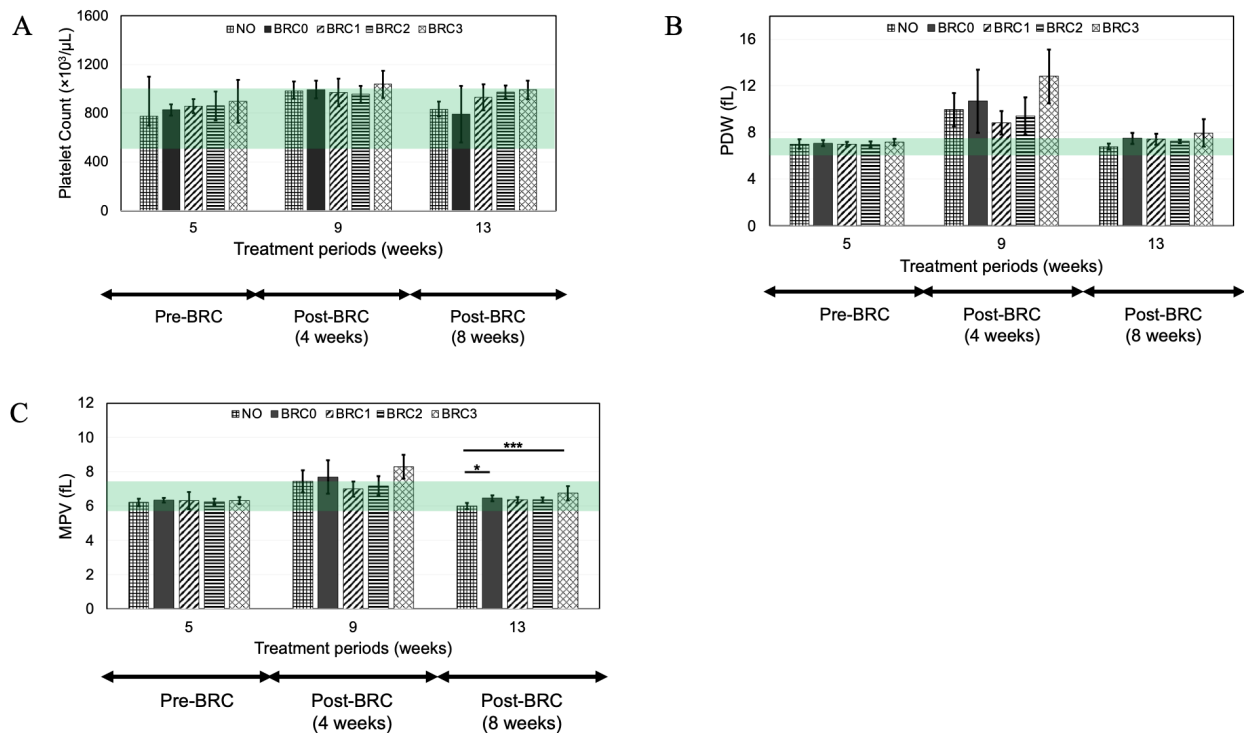 A
Platelet Count (×10³/µL)
1600
1200
800
400
0
NO BRC0 BRC1 BRC2 BRC3
5 9 13
Treatment periods (weeks)
Pre-BRC Post-BRC Post-BRC
(4 weeks) (8 weeks)
B
PDW (fL)
16
12
8
4
0
NO BRC0 BRC1 BRC2 BRC3
5 9 13
Treatment periods (weeks)
Pre-BRC Post-BRC Post-BRC
(4 weeks) (8 weeks)
C
MPV (fL)
12
10
8
6
4
2
0
NO BRC0 BRC1 BRC2 BRC3
***
*
5 9 13
Treatment periods (weeks)
Pre-BRC Post-BRC Post-BRC
(4 weeks) (8 weeks)